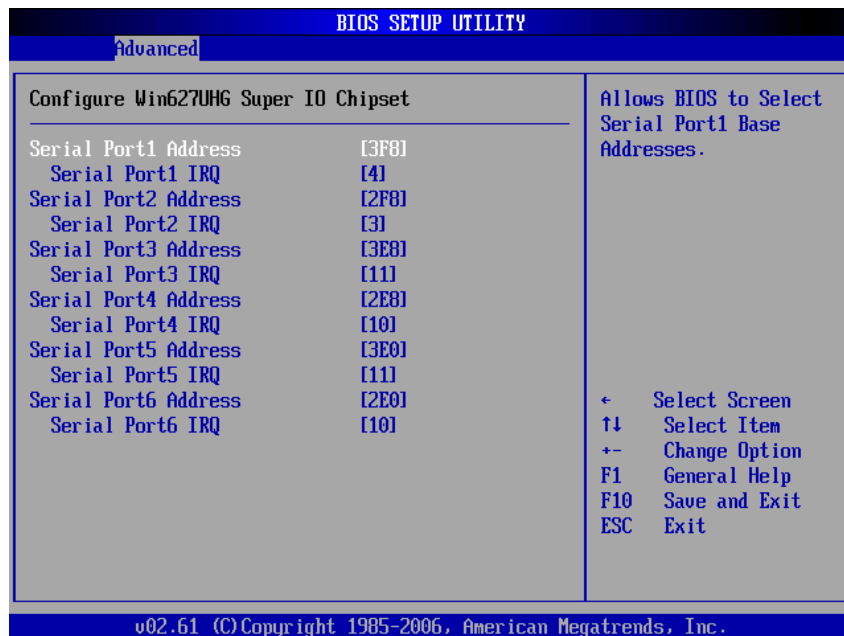 BIOS SETUP UTILITY
Advanced
Configure Win627UHG Super IO Chipset
Serial Port1 Address [3F8]
Serial Port1 IRQ [4]
Serial Port2 Address [2F8]
Serial Port2 IRQ [3]
Serial Port3 Address [3E8]
Serial Port3 IRQ [11]
Serial Port4 Address [2E8]
Serial Port4 IRQ [10]
Serial Port5 Address [3E0]
Serial Port5 IRQ [11]
Serial Port6 Address [2E0]
Serial Port6 IRQ [10]
Allows BIOS to Select
Serial Port1 Base
Addresses.
← Select Screen
↑↓ Select Item
+- Change Option
F1 General Help
F10 Save and Exit
ESC Exit
v02.61 (C)Copyright 1985-2006, American Megatrends, Inc.